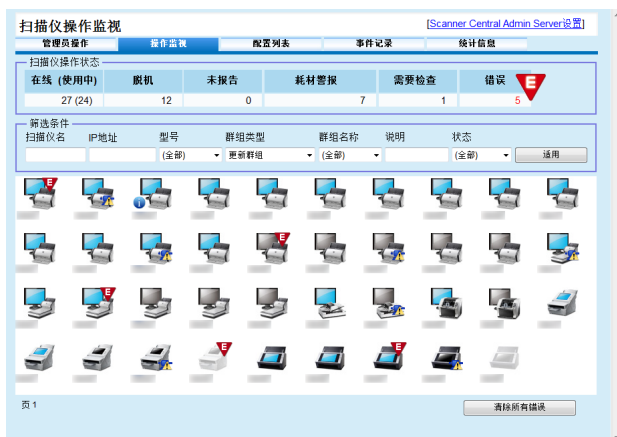 扫描仪操作监视
[Scanner Central Admin Server设置]
管理员操作 操作监视 配置列表 事件记录 统计信息
扫描仪操作状态
在线 (使用中) 脱机 未报告 耗材警报 需要检查 错误 E
27 (24) 12 0 7 1 5
筛选条件
扫描仪名 IP地址 型号 群组类型 群组名称 说明 状态
(全部) 更新群组 (全部) (全部) 适用
E
i
E
E
E E
页 1
清除所有错误